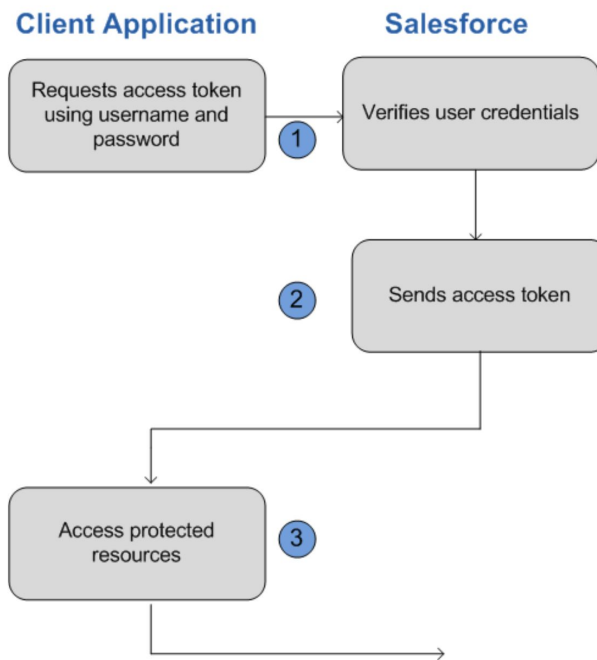 Client Application
Salesforce
Requests access token
using username and
password
1
Verifies user credentials
2
Sends access token
Access protected
resources
3